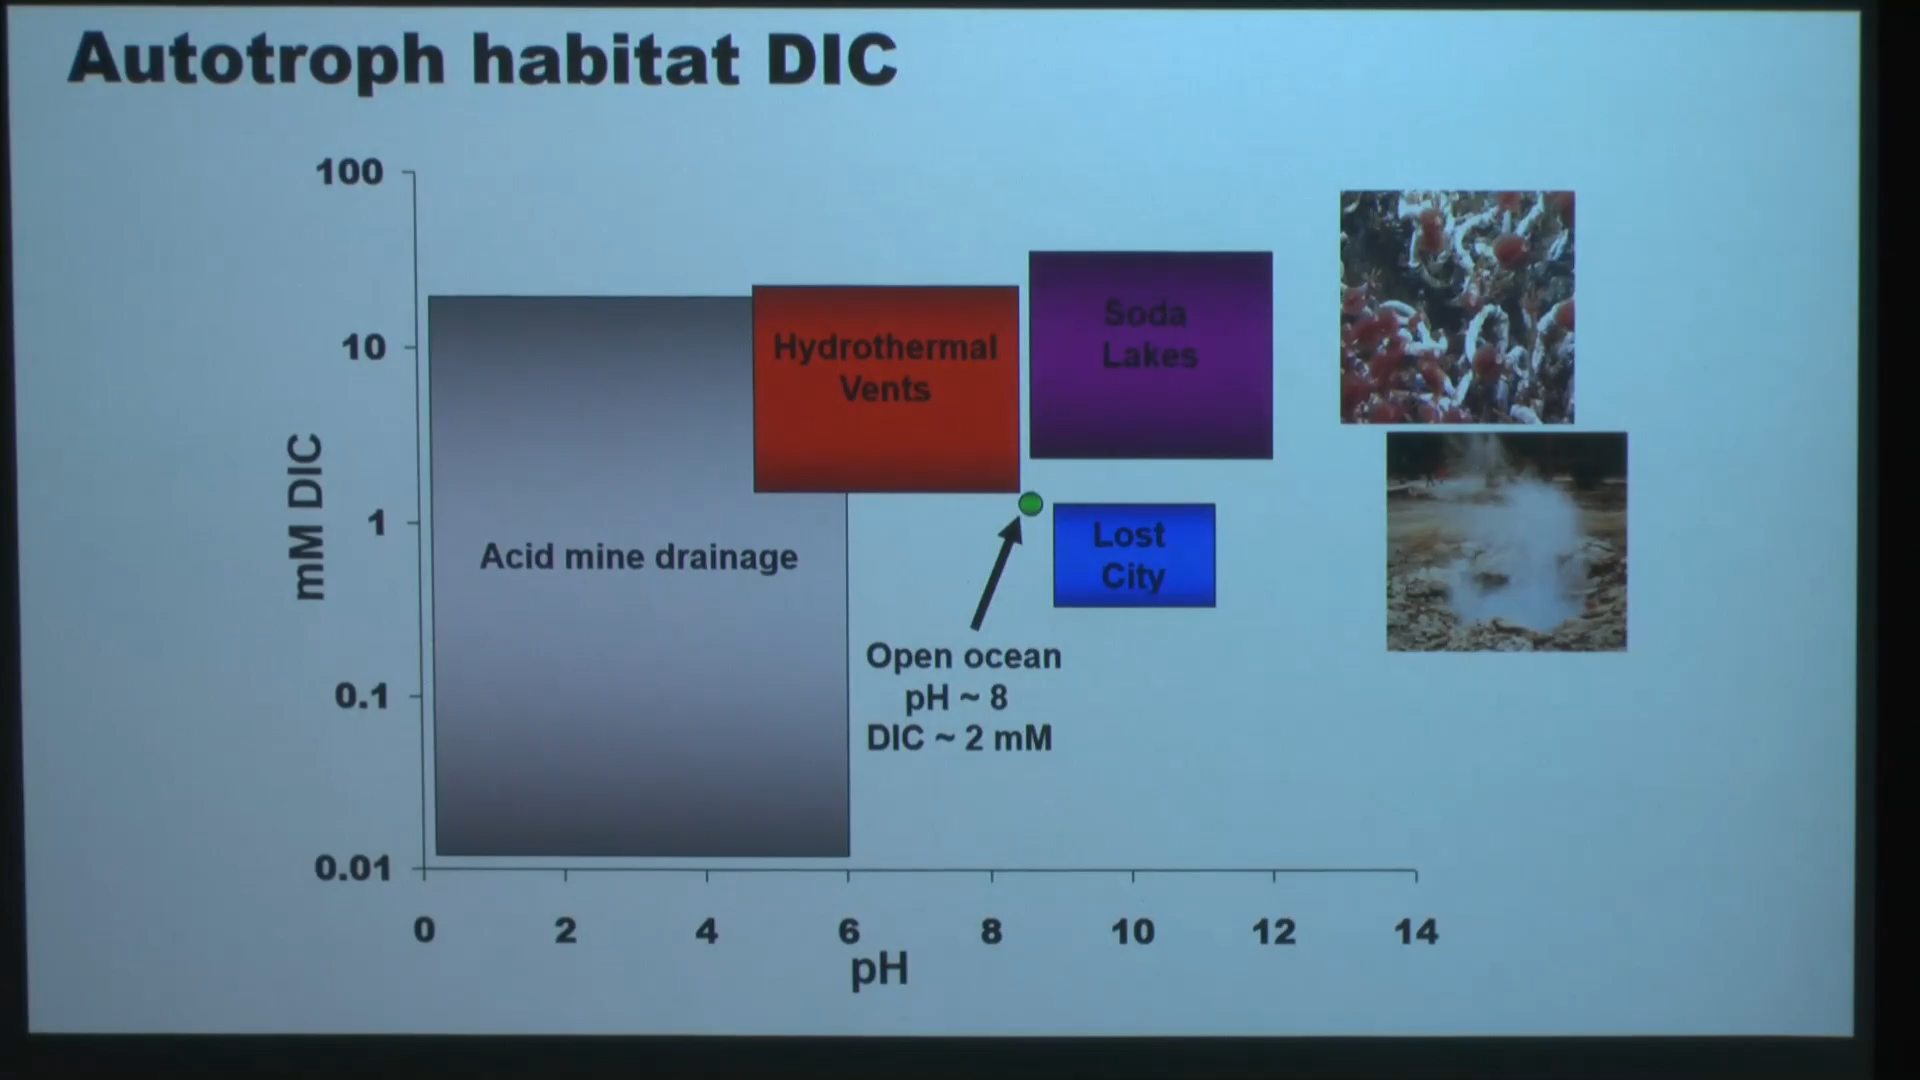 Autotroph habitat DIC
100
10
1
0.1
0.01
mM DIC
Hydrothermal
Vents
Soda
Lakes
Acid mine drainage
Lost
City
Open ocean
pH ~ 8
DIC ~ 2 mM
0 2 4 6 8 10 12 14
pH